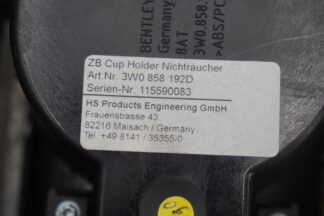 BENTLEY
Germany
8AT
3W0.858.
>ABS/PC
ZB Cup Holder Nichtraucher
Art.Nr. 3W0 858 192D
Serien-Nr. 115590083
HS Products Engineering GmbH
Frauenstrasse 43
82216 Maisach / Germany
Tel. +49 8141 / 35355-0